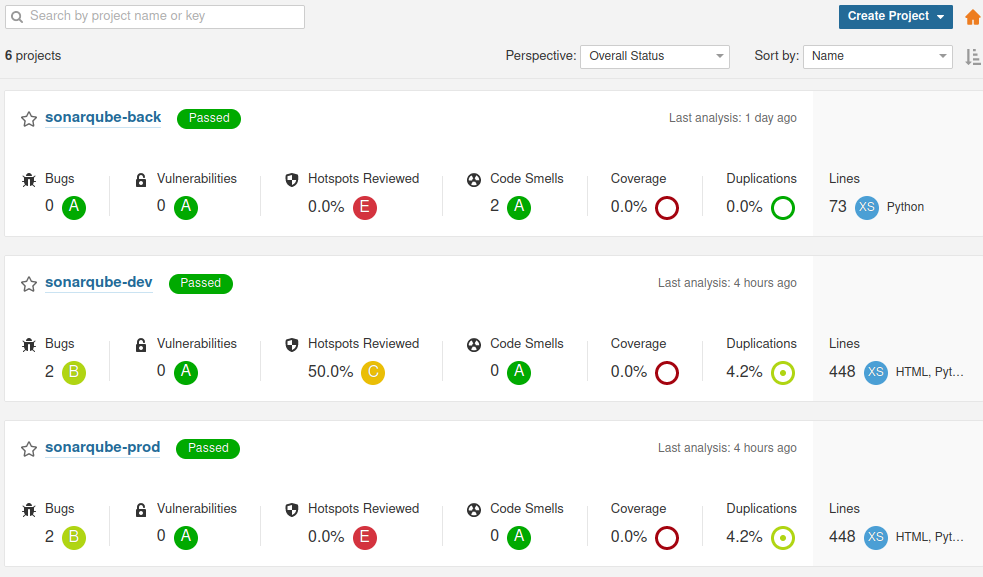 Search by project name or key
Create Project
6 projects
Perspective: Overall Status
Sort by: Name
sonarqube-back Passed Last analysis: 1 day ago
Bugs Vulnerabilities Hotspots Reviewed Code Smells Coverage Duplications Lines
0 A 0 A 0.0% E 2 A 0.0% 0.0% 73 XS Python
sonarqube-dev Passed Last analysis: 4 hours ago
Bugs Vulnerabilities Hotspots Reviewed Code Smells Coverage Duplications Lines
2 B 0 A 50.0% C 0 A 0.0% 4.2% 448 XS HTML, Pyt...
sonarqube-prod Passed Last analysis: 4 hours ago
Bugs Vulnerabilities Hotspots Reviewed Code Smells Coverage Duplications Lines
2 B 0 A 0.0% E 0 A 0.0% 4.2% 448 XS HTML, Pyt...